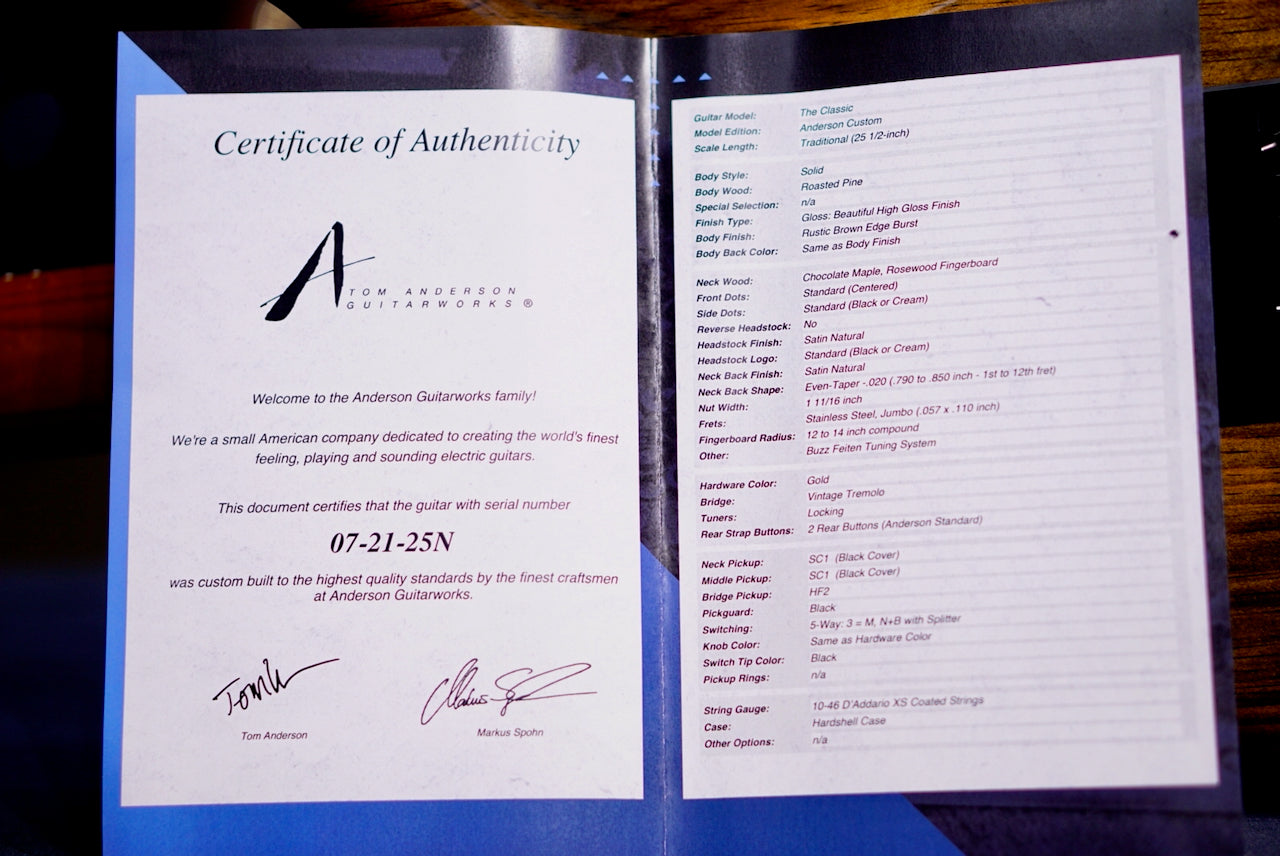 Certificate of Authenticity
TOM ANDERSON
GUITARWORKS ®
Welcome to the Anderson Guitarworks family!
We're a small American company dedicated to creating the world's finest
feeling, playing and sounding electric guitars.
This document certifies that the guitar with serial number
07-21-25N
was custom built to the highest quality standards by the finest craftsmen
at Anderson Guitarworks.
Tom Anderson
Markus Spohn
Guitar Model: The Classic
Model Edition: Anderson Custom
Scale Length: Traditional (25 1/2-inch)
Body Style: Solid
Body Wood: Roasted Pine
Special Selection: n/a
Finish Type: Gloss: Beautiful High Gloss Finish
Body Finish: Rustic Brown Edge Burst
Body Back Color: Same as Body Finish
Neck Wood: Chocolate Maple, Rosewood Fingerboard
Front Dots: Standard (Centered)
Side Dots: Standard (Black or Cream)
Reverse Headstock: No
Headstock Finish: Satin Natural
Headstock Logo: Standard (Black or Cream)
Neck Back Finish: Satin Natural
Neck Back Shape: Even-Taper -.020 (.790 to .850 inch - 1st to 12th fret)
Nut Width: 1 11/16 inch
Frets: Stainless Steel, Jumbo (.057 x .110 inch)
Fingerboard Radius: 12 to 14 inch compound
Other: Buzz Feiten Tuning System
Hardware Color: Gold
Bridge: Vintage Tremolo
Tuners: Locking
Rear Strap Buttons: 2 Rear Buttons (Anderson Standard)
Neck Pickup: SC1 (Black Cover)
Middle Pickup: SC1 (Black Cover)
Bridge Pickup: HF2
Pickguard: Black
Switching: 5-Way: 3 = M, N+B with Splitter
Knob Color: Same as Hardware Color
Switch Tip Color: Black
Pickup Rings: n/a
String Gauge: 10-46 D'Addario XS Coated Strings
Case: Hardshell Case
Other Options: n/a